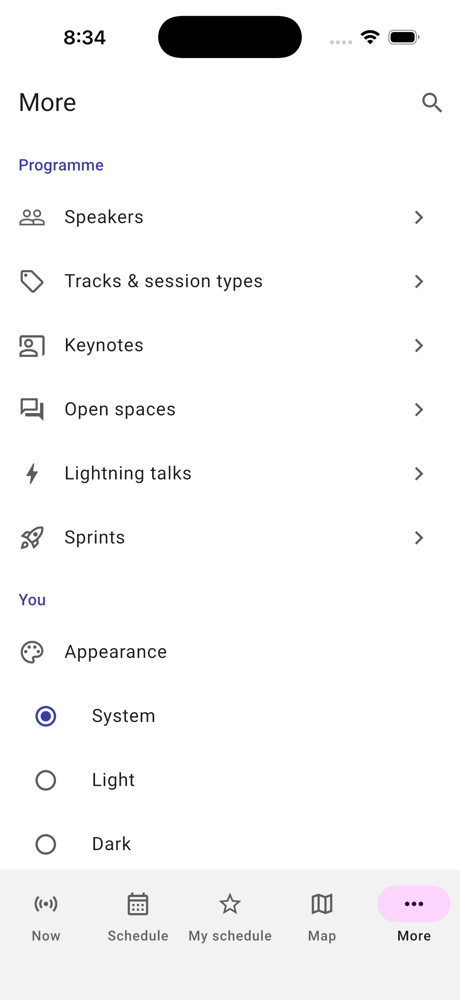 8:34
More
Programme
Speakers
Tracks & session types
Keynotes
Open spaces
Lightning talks
Sprints
You
Appearance
System
Light
Dark
Now
Schedule
My schedule
Map
More